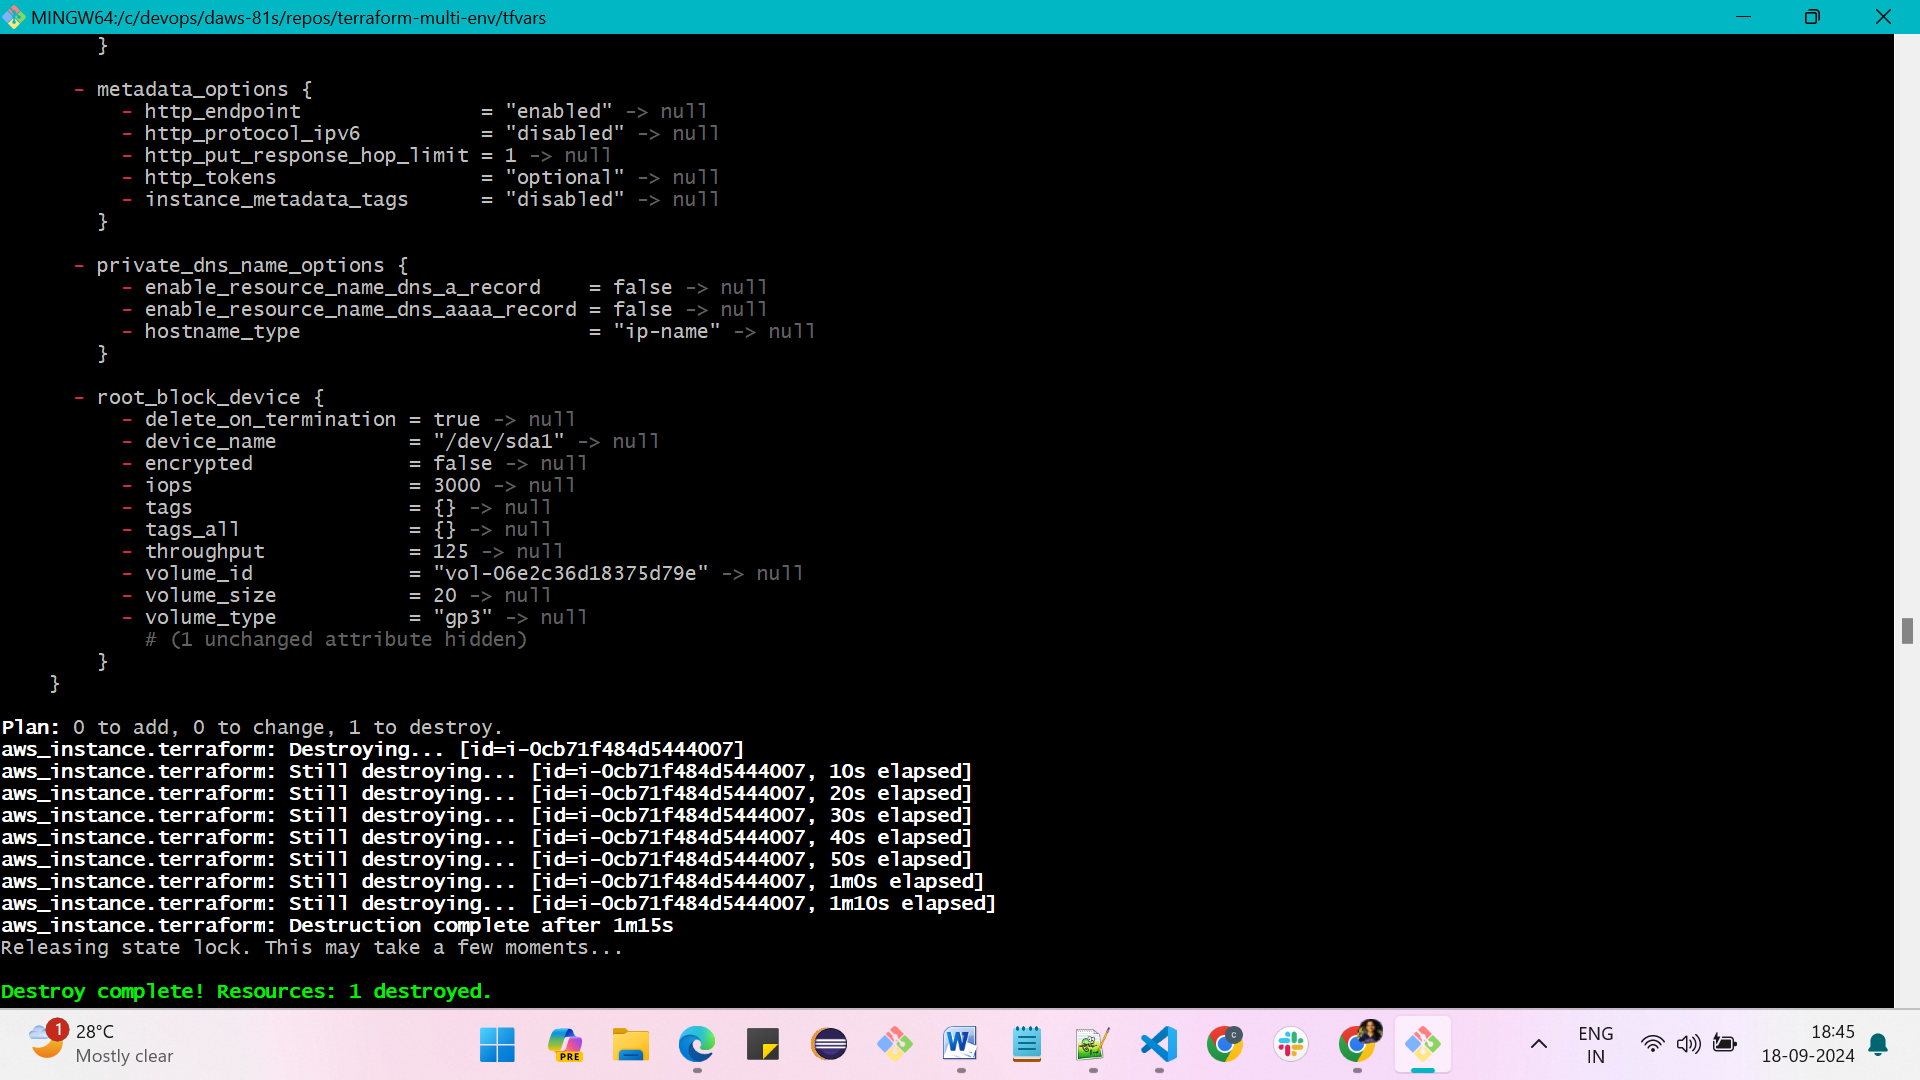 MINGW64:/c/devops/daws-81s/repos/terraform-multi-env/tfvars
}
- metadata_options {
- http_endpoint = "enabled" -> null
- http_protocol_ipv6 = "disabled" -> null
- http_put_response_hop_limit = 1 -> null
- http_tokens = "optional" -> null
- instance_metadata_tags = "disabled" -> null
}
- private_dns_name_options {
- enable_resource_name_dns_a_record = false -> null
- enable_resource_name_dns_aaaa_record = false -> null
- hostname_type = "ip-name" -> null
}
- root_block_device {
- delete_on_termination = true -> null
- device_name = "/dev/sda1" -> null
- encrypted = false -> null
- iops = 3000 -> null
- tags = {} -> null
- tags_all = {} -> null
- throughput = 125 -> null
- volume_id = "vol-06e2c36d18375d79e" -> null
- volume_size = 20 -> null
- volume_type = "gp3" -> null
# (1 unchanged attribute hidden)
}
}
Plan: 0 to add, 0 to change, 1 to destroy.
aws_instance.terraform: Destroying... [id=i-0cb71f484d5444007]
aws_instance.terraform: Still destroying... [id=i-0cb71f484d5444007, 10s elapsed]
aws_instance.terraform: Still destroying... [id=i-0cb71f484d5444007, 20s elapsed]
aws_instance.terraform: Still destroying... [id=i-0cb71f484d5444007, 30s elapsed]
aws_instance.terraform: Still destroying... [id=i-0cb71f484d5444007, 40s elapsed]
aws_instance.terraform: Still destroying... [id=i-0cb71f484d5444007, 50s elapsed]
aws_instance.terraform: Still destroying... [id=i-0cb71f484d5444007, 1m0s elapsed]
aws_instance.terraform: Still destroying... [id=i-0cb71f484d5444007, 1m10s elapsed]
aws_instance.terraform: Destruction complete after 1m15s
Releasing state lock. This may take a few moments...
Destroy complete! Resources: 1 destroyed.
1
28°C
Mostly clear
PRE
W
C
ENG
IN
18:45
18-09-2024